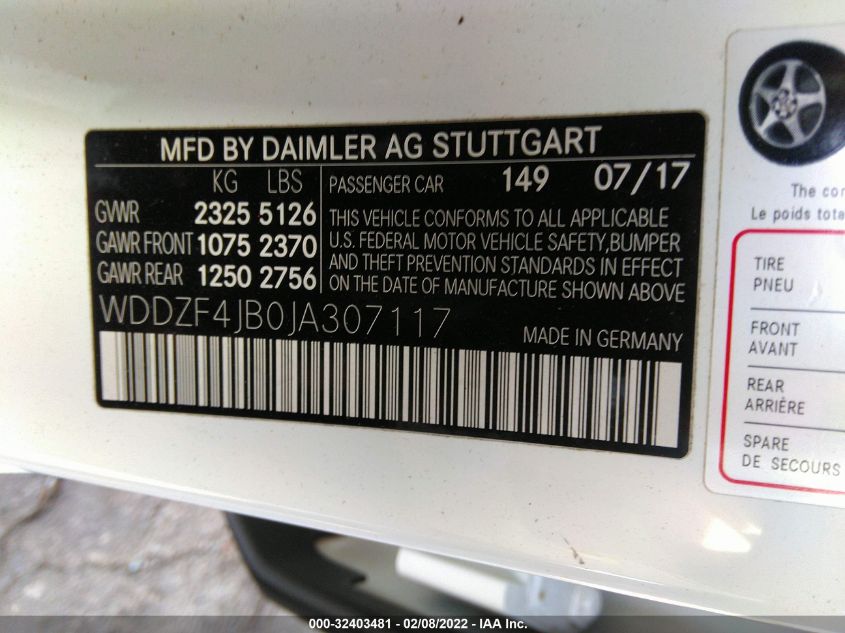 MFD BY DAIMLER AG STUTTGART
KG LBS
GVWR 2325 5126
GAWR FRONT 1075 2370
GAWR REAR 1250 2756
PASSENGER CAR 149 07/17
THIS VEHICLE CONFORMS TO ALL APPLICABLE
U.S. FEDERAL MOTOR VEHICLE SAFETY,BUMPER
AND THEFT PREVENTION STANDARDS IN EFFECT
ON THE DATE OF MANUFACTURE SHOWN ABOVE
WDDZF4JB0JA307117
MADE IN GERMANY
The
Le poids
TIRE
PNEU
FRONT
AVANT
REAR
ARRIÈRE
SPARE
DE SECOURS
000-32403481 - 02/08/2022 - IAA Inc.